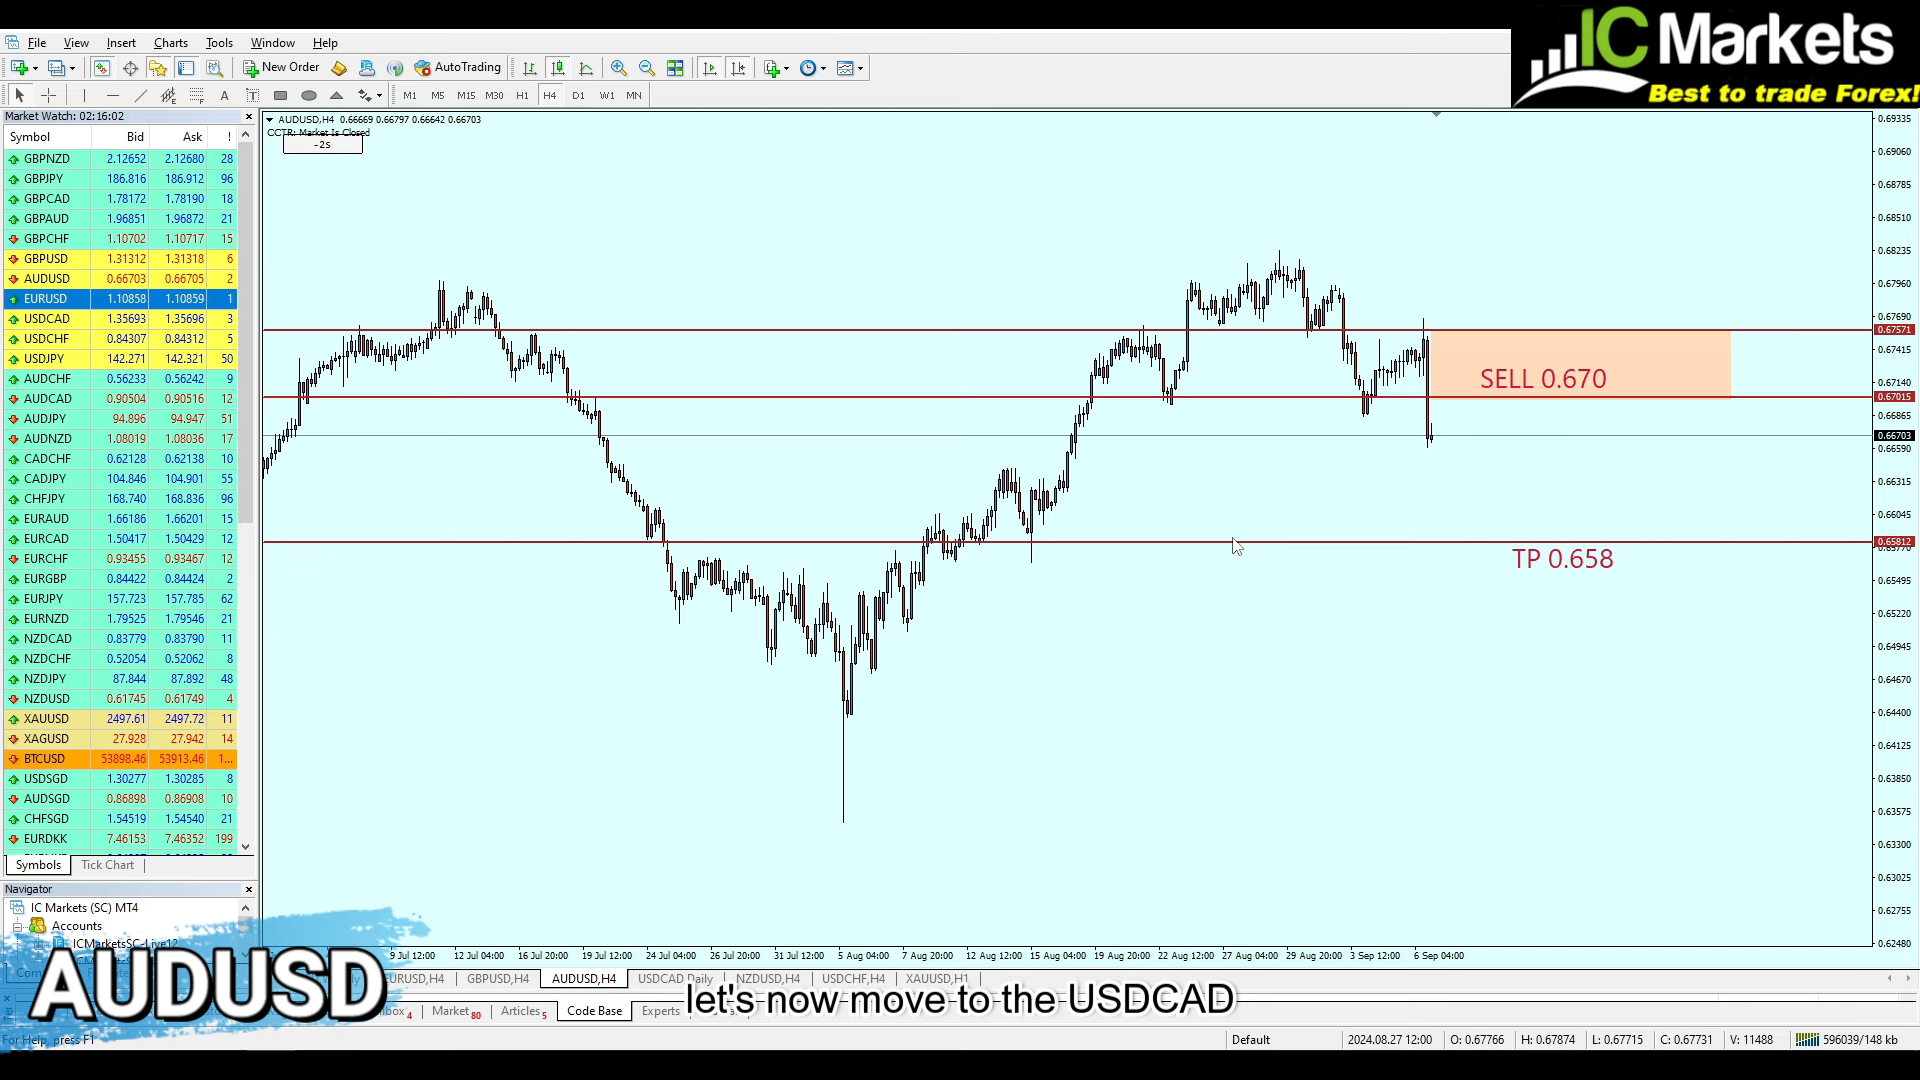 IC Markets
Best to trade Forex!
File View Insert Charts Tools Window Help
New Order AutoTrading
A T M1 M5 M15 M30 H1 H4 D1 W1 MN
Market Watch: 02:16:02
Symbol Bid Ask !
GBPNZD 2.12652 2.12680 28
GBPJPY 186.816 186.912 96
GBPCAD 1.78172 1.78190 18
GBPAUD 1.96851 1.96872 21
GBPCHF 1.10702 1.10717 15
GBPUSD 1.31312 1.31318 6
AUDUSD 0.66703 0.66705 2
EURUSD 1.10858 1.10859 1
USDCAD 1.35693 1.35696 3
USDCHF 0.84307 0.84312 5
USDJPY 142.271 142.321 50
AUDCHF 0.56233 0.56242 9
AUDCAD 0.90504 0.90516 12
AUDJPY 94.896 94.947 51
AUDNZD 1.08019 1.08036 17
CADCHF 0.62128 0.62138 10
CADJPY 104.846 104.901 55
CHFJPY 168.740 168.836 96
EURAUD 1.66186 1.66201 15
EURCAD 1.50417 1.50429 12
EURCHF 0.93455 0.93467 12
EURGBP 0.84422 0.84424 2
EURJPY 157.723 157.785 62
EURNZD 1.79525 1.79546 21
NZDCAD 0.83779 0.83790 11
NZDCHF 0.52054 0.52062 8
NZDJPY 87.844 87.892 48
NZDUSD 0.61745 0.61749 4
XAUUSD 2497.61 2497.72 11
XAGUSD 27.928 27.942 14
BTCUSD 53898.46 53913.46 1...
USDSGD 1.30277 1.30285 8
AUDSGD 0.86898 0.86908 10
CHFSGD 1.54519 1.54540 21
EURDKK 7.46153 7.46352 199
Symbols Tick Chart
Navigator
IC Markets (SC) MT4
Accounts
ICMarketsSC-Live12
AUDUSD,H4 0.66669 0.66797 0.66642 0.66703
CCTR: Market Is Closed
-2s
SELL 0.670
TP 0.658
0.69335
0.69060
0.68785
0.68510
0.68235
0.67960
0.67690
0.67571
0.67415
0.67140
0.67015
0.66865
0.66703
0.66590
0.66315
0.66045
0.65812
0.65770
0.65495
0.65220
0.64945
0.64670
0.64400
0.64125
0.63850
0.63575
0.63300
0.63025
0.62755
0.62480
9 Jul 12:00 12 Jul 04:00 16 Jul 20:00 19 Jul 12:00 24 Jul 04:00 26 Jul 20:00 31 Jul 12:00 5 Aug 04:00 7 Aug 20:00 12 Aug 12:00 15 Aug 04:00 19 Aug 20:00 22 Aug 12:00 27 Aug 04:00 29 Aug 20:00 3 Sep 12:00 6 Sep 04:00
AUDUSD
EURUSD,H4 GBPUSD,H4 AUDUSD,H4 USDCAD,Daily NZDUSD,H4 USDCHF,H4 XAUUSD,H1
let's now move to the USDCAD
Market 80 Articles 5 Code Base Experts
For Help, press F1
Default 2024.08.27 12:00 O: 0.67766 H: 0.67874 L: 0.67715 C: 0.67731 V: 11488 596039/148 kb